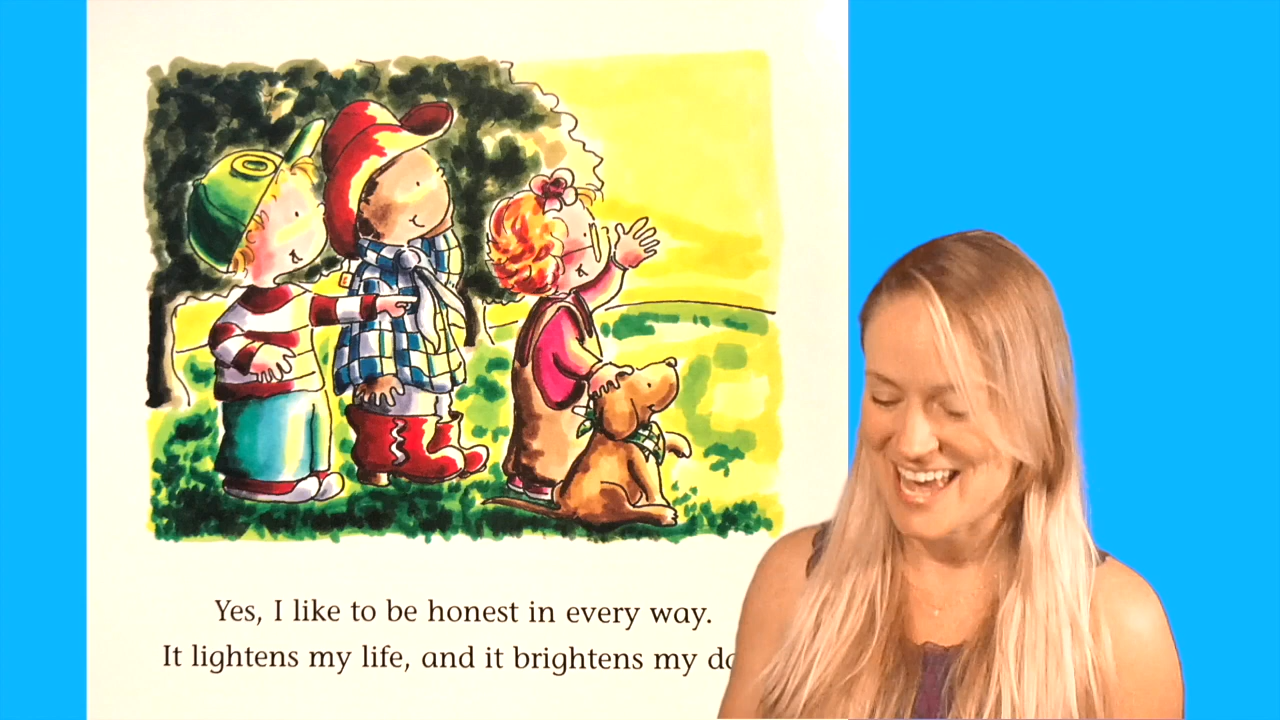 Yes, I like to be honest in every way.
It lightens my life, and it brightens my